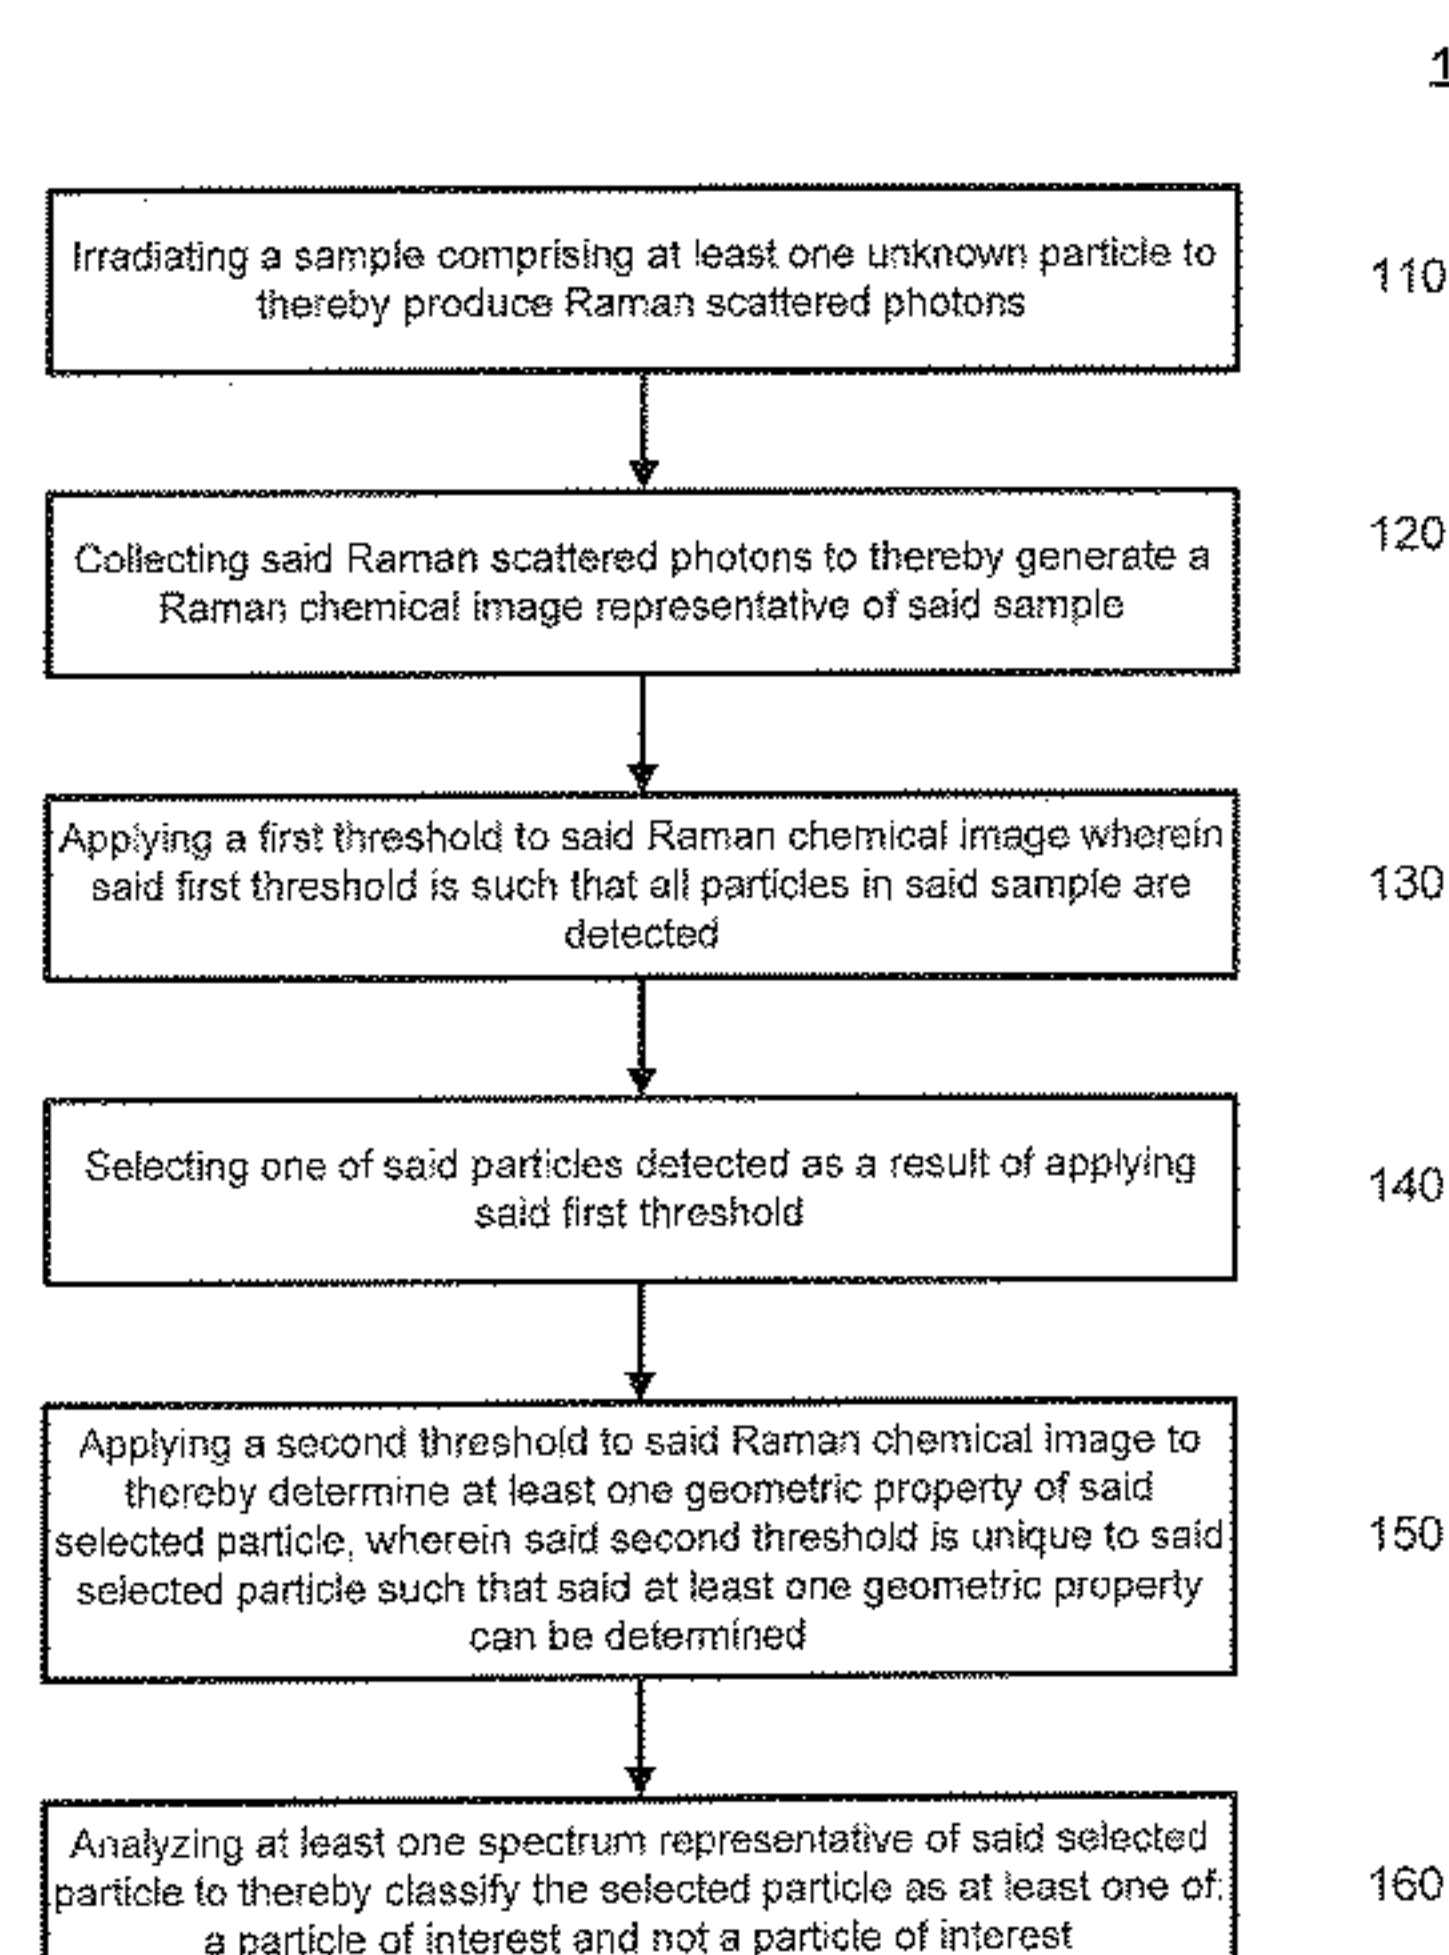 1
Irradiating a sample comprising at least one unknown particle to
thereby produce Raman scattered photons
110
Collecting said Raman scattered photons to thereby generate a
Raman chemical image representative of said sample
120
Applying a first threshold to said Raman chemical image wherein
said first threshold is such that all particles in said sample are
detected
130
Selecting one of said particles detected as a result of applying
said first threshold
140
Applying a second threshold to said Raman chemical image to
thereby determine at least one geometric property of said
selected particle, wherein said second threshold is unique to said
selected particle such that said at least one geometric property
can be determined
150
Analyzing at least one spectrum representative of said selected
particle to thereby classify the selected particle as at least one of:
a particle of interest and not a particle of interest
160